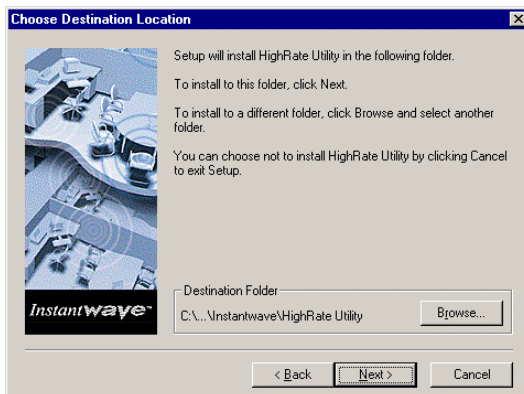 Choose Destination Location
Setup will install HighRate Utility in the following folder.
To install to this folder, click Next.
To install to a different folder, click Browse and select another
folder.
You can choose not to install HighRate Utility by clicking Cancel
to exit Setup.
Instantwave™
Destination Folder
C:\...\Instantwave\HighRate Utility
Browse...
< Back
Next >
Cancel